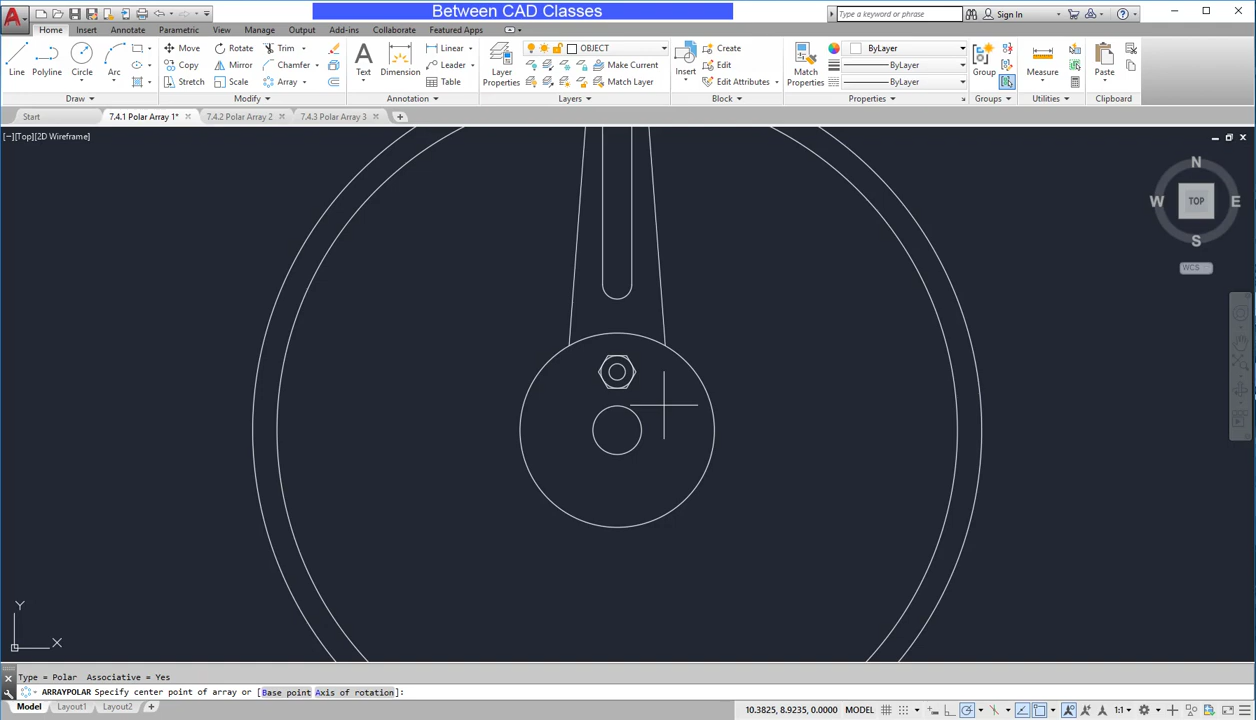 Between CAD Classes
Type a keyword or phrase
Sign In
Home Insert Annotate Parametric View Manage Output Add-ins Collaborate Featured Apps
Move Rotate Trim Linear OBJECT Create ByLayer
Line Polyline Circle Arc Copy Mirror Chamfer Text Dimension Leader Layer Properties Make Current Insert Edit Match Properties ByLayer Group Measure Paste
Stretch Scale Array Table Match Layer Edit Attributes ByLayer
Draw Modify Annotation Layers Block Properties Groups Utilities Clipboard
Start 7.4.1 Polar Array 1* 7.4.2 Polar Array 2 7.4.3 Polar Array 3
[−][Top][2D Wireframe]
N
W TOP E
S
WCS
Y
X
Type = Polar Associative = Yes
ARRAYPOLAR Specify center point of array or [Base point Axis of rotation]:
Model Layout1 Layout2 10.3825, 8.9235, 0.0000 MODEL 1:1